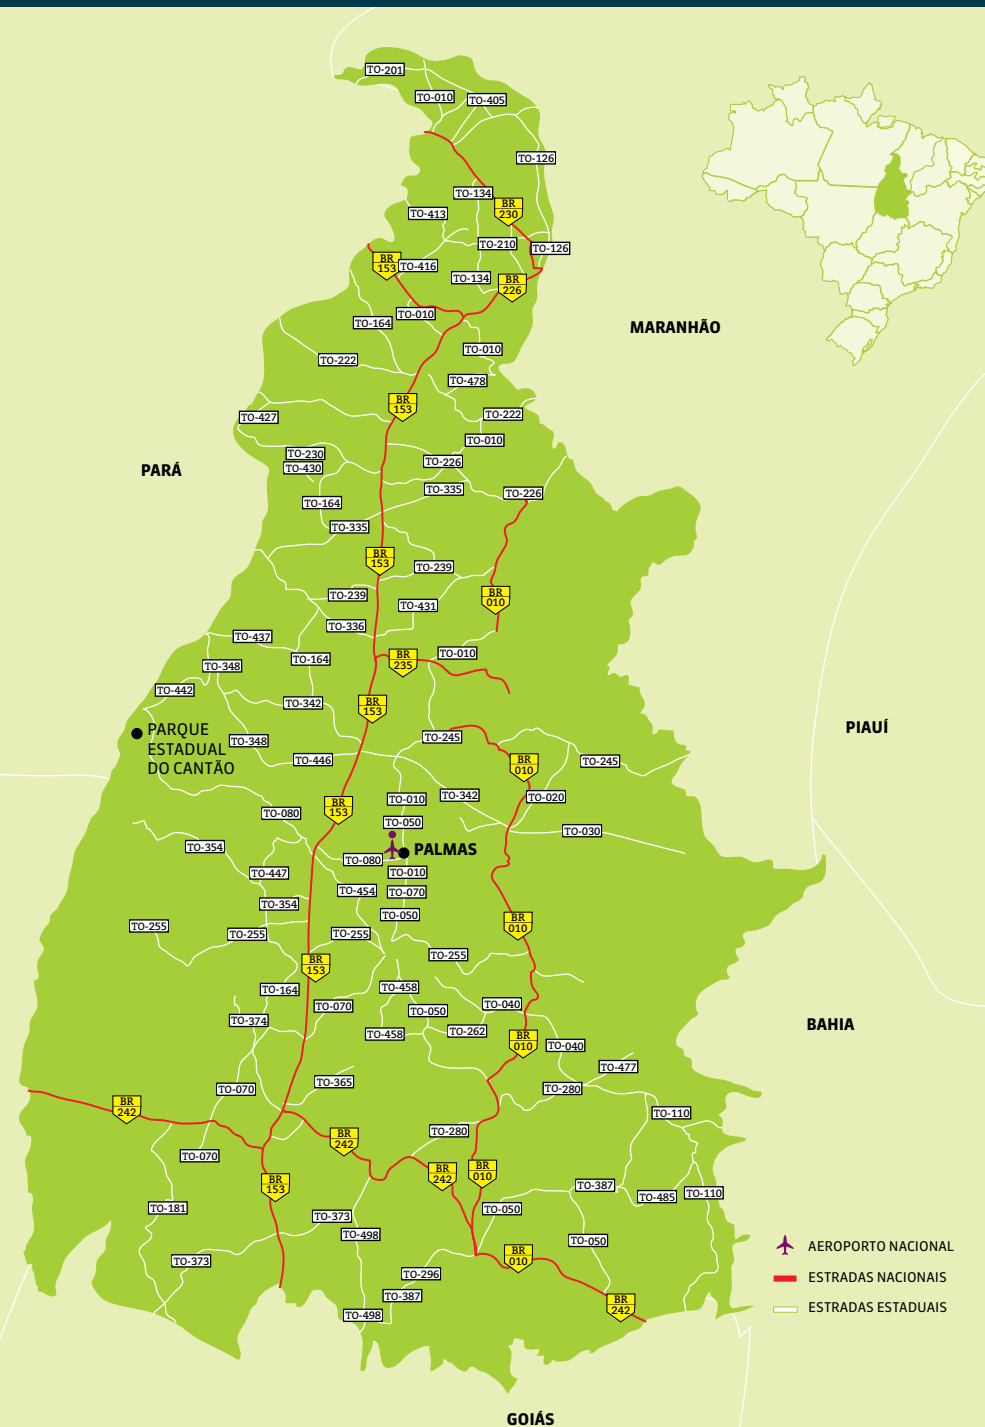 TO-201
TO-010
TO-405
TO-126
TO-134
BR
230
TO-413
TO-210
TO-126
BR
153
TO-416
TO-134
BR
226
TO-010
TO-164
MARANHÃO
TO-010
TO-222
TO-478
BR
153
TO-427
TO-222
TO-010
TO-230
TO-226
TO-430
PARÁ
TO-335
TO-226
TO-164
TO-335
BR
153
TO-239
TO-239
BR
010
TO-431
TO-336
TO-437
TO-010
TO-164
BR
235
TO-348
TO-442
TO-342
BR
153
PARQUE
ESTADUAL
DO CANTÃO
TO-348
TO-245
PIAUÍ
TO-446
BR
010
TO-245
TO-010
TO-342
TO-020
TO-080
BR
153
TO-050
TO-030
TO-354
PALMAS
TO-080
TO-447
TO-010
TO-454
TO-070
TO-354
TO-050
TO-255
TO-255
TO-255
BR
010
TO-255
BR
153
TO-164
TO-458
TO-070
TO-050
TO-040
TO-374
TO-458
TO-262
BAHIA
BR
010
TO-040
TO-477
TO-070
TO-365
TO-280
BR
242
TO-110
TO-280
BR
242
TO-070
BR
242
BR
010
BR
153
TO-387
TO-485
TO-110
TO-181
TO-050
TO-373
TO-498
TO-050
TO-373
BR
010
AEROPORTO NACIONAL
TO-296
ESTRADAS NACIONAIS
TO-387
BR
242
ESTRADAS ESTADUAIS
TO-498
GOIÁS